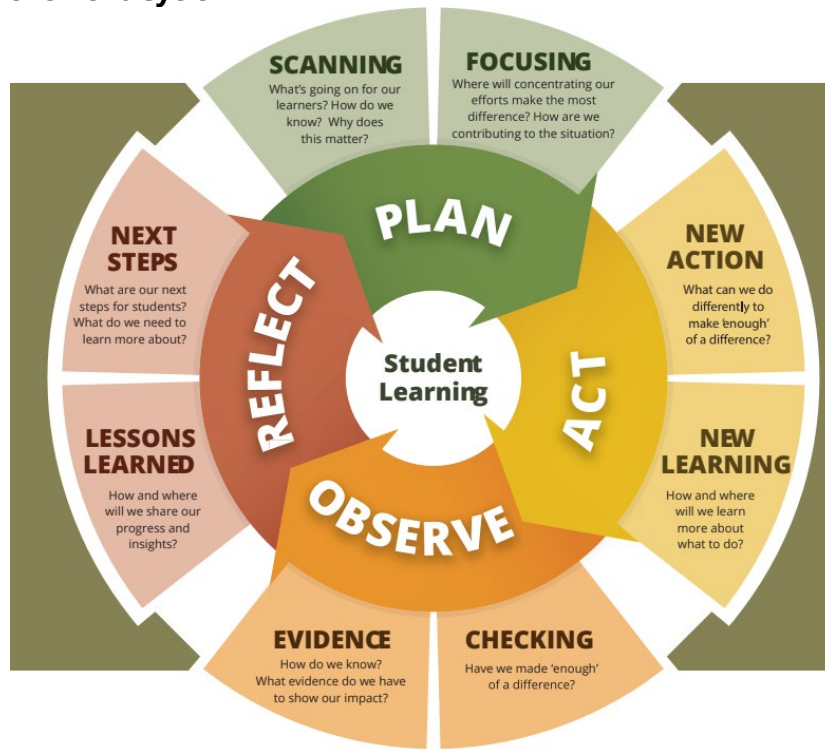 SCANNING
What's going on for our
learners? How do we
know? Why does
this matter?
FOCUSING
Where will concentrating our
efforts make the most
difference? How are we
contributing to the situation?
PLAN
NEW
ACTION
What can we do
differently to
make 'enough'
of a difference?
ACT
NEW
LEARNING
How and where
will we learn
more about
what to do?
CHECKING
Have we made 'enough'
of a difference?
OBSERVE
EVIDENCE
How do we know?
What evidence do we have
to show our impact?
LESSONS
LEARNED
How and where
will we share our
progress and
insights?
REFLECT
NEXT
STEPS
What are our next
steps for students?
What do we need to
learn more about?
Student
Learning